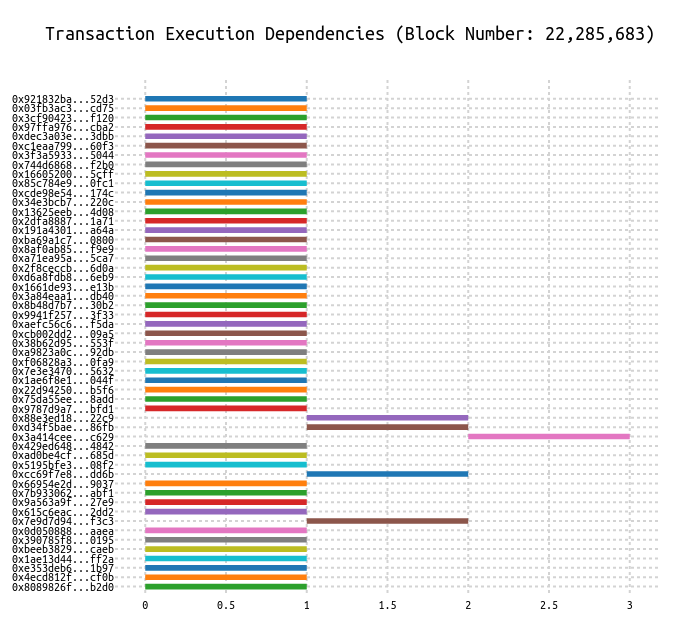 Transaction Execution Dependencies (Block Number: 22,285,683)
0x921832ba...52d3
0x03fb3ac3...cd75
0x3cf90423...f120
0x97ffa976...cba2
0xdec3a03e...3dbb
0xc1eaa799...60f3
0x3f3a5933...5044
0x744d6868...f2b0
0x16605200...5cff
0x85c784e9...0fc1
0xcde98e54...174c
0x34e3bcb7...220c
0x13625eeb...4d08
0x2dfa8887...1a71
0x191a4301...a64a
0xba69a1c7...0800
0x8af0ab85...f9e9
0xa71ea95a...5ca7
0x2f8ceccb...6d0a
0xd6a8fdb8...6eb9
0x1661de93...e13b
0x3a84eaa1...db40
0x8b48d7b7...30b2
0x9941f257...3f33
0xaefc56c6...f5da
0xcb002dd2...09a5
0x38b62d95...553f
0xa9823a0c...92db
0xf06828a3...0fa9
0x7e3e3470...5632
0x1ae6f8e1...044f
0x22d94250...b5f6
0x75da55ee...8add
0x9787d9a7...bfd1
0x88e3ed18...22c9
0xd34f5bae...86fb
0x3a414cee...c629
0x429ed648...4842
0xad0be4cf...685d
0x5195bfe3...08f2
0xcc69f7e8...dd6b
0x66954e2d...9037
0x7b933062...abf1
0x9a563a9f...27e9
0x615c6eac...2dd2
0x7e9d7d94...f3c3
0x0d050888...aaea
0x390785f8...0195
0xbeeb3829...caeb
0x1ae13d44...ff2a
0xe353deb6...1b97
0x4ecd812f...cf0b
0x8089826f...b2d0
0 0.5 1 1.5 2 2.5 3